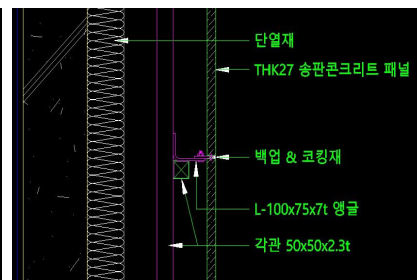 단열재
THK27 송판콘크리트 패널
백업 & 코킹재
L-100x75x7t 앵글
각관 50x50x2.3t